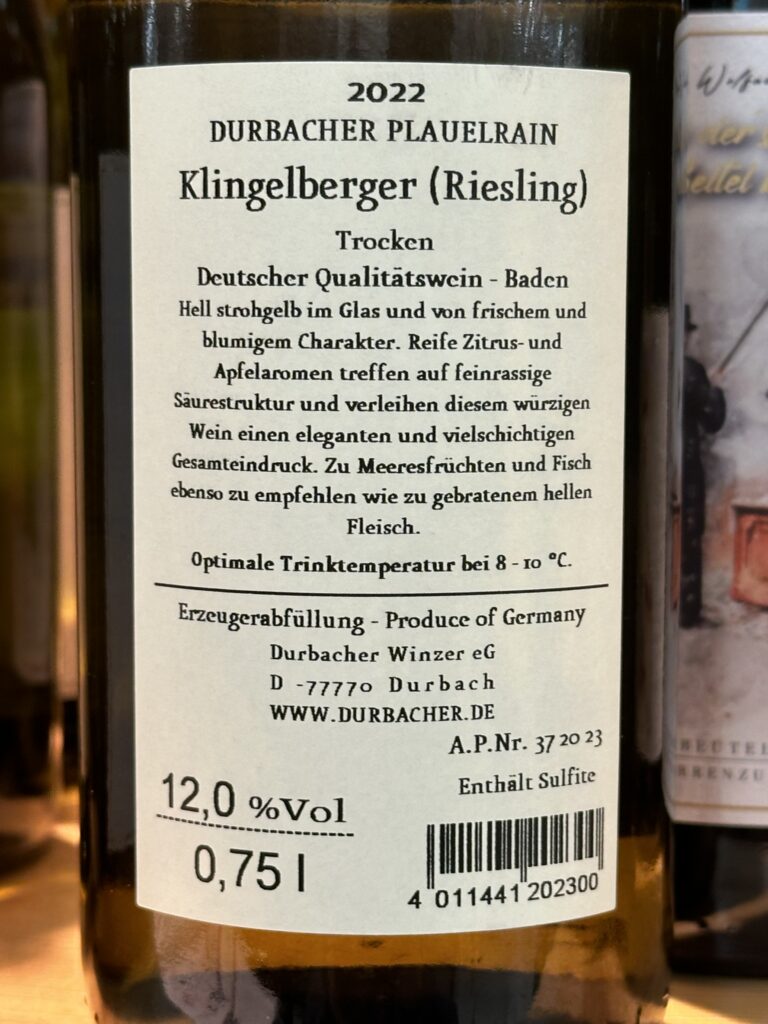 2022
DURBACHER PLAUELRAIN
Klingelberger (Riesling)
Trocken
Deutscher Qualitätswein - Baden
Hell strohgelb im Glas und von frischem und
blumigem Charakter. Reife Zitrus- und
Apfelaromen treffen auf feinrassige
Säurestruktur und verleihen diesem würzigen
Wein einen eleganten und vielschichtigen
Gesamteindruck. Zu Meeresfrüchten und Fisch
ebenso zu empfehlen wie zu gebratenem hellen
Fleisch.
Optimale Trinktemperatur bei 8 - 10 °C.
Erzeugerabfüllung - Produce of Germany
Durbacher Winzer eG
D -77770 Durbach
WWW.DURBACHER.DE
A.P.Nr. 37 20 23
Enthält Sulfite
12,0 %Vol
0,75 l
4 011441 202300